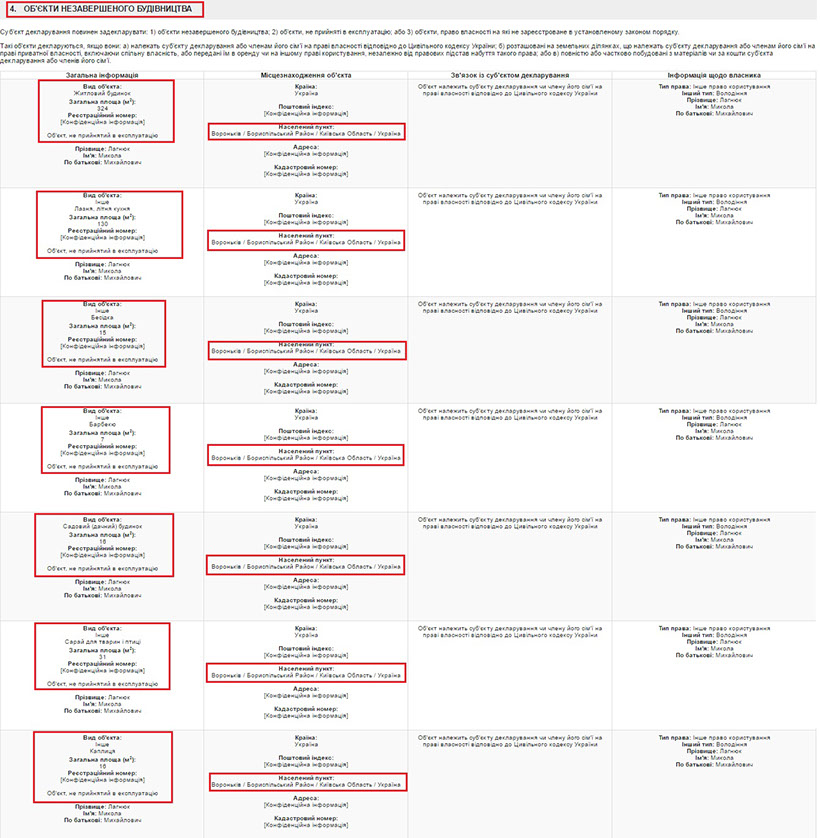 4. ОБ'ЄКТИ НЕЗАВЕРШЕНОГО БУДІВНИЦТВА
Суб'єкт декларування повинен задекларувати: 1) об'єкти незавершеного будівництва; 2) об'єкти, не прийняті в експлуатацію; або 3) об'єкти, право власності на які не зареєстроване в установленому законом порядку.
Такі об'єкти декларуються, якщо вони: а) належать суб'єкту декларування або членам його сім'ї на праві власності відповідно до Цивільного кодексу України; б) розташовані на земельних ділянках, що належать суб'єкту декларування або членам його сім'ї на
праві приватної власності, включаючи спільну власність, або передані їм в оренду чи на іншому праві користування, незалежно від правових підстав набуття такого права; або в) повністю або частково побудовані з матеріалів чи за кошти суб'єкта
декларування або членів його сім'ї.
Загальна інформація Місцезнаходження об'єкта Зв'язок із суб'єктом декларування Інформація щодо власника
Вид об'єкта:
Житловий будинок
Загальна площа (м²):
324
Реєстраційний номер:
[Конфіденційна інформація]
Об'єкт, не прийнятий в експлуатацію
Прізвище: Лагнюк
Ім'я: Микола
По батькові: Михайлович
Країна:
Україна
Поштовий індекс:
[Конфіденційна інформація]
Населений пункт:
Вороньків / Бориспільський Район / Київська Область / Україна
Адреса:
[Конфіденційна інформація]
Кадастровий номер:
[Конфіденційна інформація]
Об'єкт належить суб'єкту декларування чи члену його сім'ї на
праві власності відповідно до Цивільного кодексу України
Тип права: Інше право користування
Інший тип: Володіння
Прізвище: Лагнюк
Ім'я: Микола
По батькові: Михайлович
Вид об'єкта:
Інше
Лазня, літня кухня
Загальна площа (м²):
130
Реєстраційний номер:
[Конфіденційна інформація]
Об'єкт, не прийнятий в експлуатацію
Прізвище: Лагнюк
Ім'я: Микола
По батькові: Михайлович
Країна:
Україна
Поштовий індекс:
[Конфіденційна інформація]
Населений пункт:
Вороньків / Бориспільський Район / Київська Область / Україна
Адреса:
[Конфіденційна інформація]
Кадастровий номер:
[Конфіденційна інформація]
Об'єкт належить суб'єкту декларування чи члену його сім'ї на
праві власності відповідно до Цивільного кодексу України
Тип права: Інше право користування
Інший тип: Володіння
Прізвище: Лагнюк
Ім'я: Микола
По батькові: Михайлович
Вид об'єкта:
Інше
Бесідка
Загальна площа (м²):
15
Реєстраційний номер:
[Конфіденційна інформація]
Об'єкт, не прийнятий в експлуатацію
Прізвище: Лагнюк
Ім'я: Микола
По батькові: Михайлович
Країна:
Україна
Поштовий індекс:
[Конфіденційна інформація]
Населений пункт:
Вороньків / Бориспільський Район / Київська Область / Україна
Адреса:
[Конфіденційна інформація]
Кадастровий номер:
[Конфіденційна інформація]
Об'єкт належить суб'єкту декларування чи члену його сім'ї на
праві власності відповідно до Цивільного кодексу України
Тип права: Інше право користування
Інший тип: Володіння
Прізвище: Лагнюк
Ім'я: Микола
По батькові: Михайлович
Вид об'єкта:
Інше
Барбекю
Загальна площа (м²):
7
Реєстраційний номер:
[Конфіденційна інформація]
Об'єкт, не прийнятий в експлуатацію
Прізвище: Лагнюк
Ім'я: Микола
По батькові: Михайлович
Країна:
Україна
Поштовий індекс:
[Конфіденційна інформація]
Населений пункт:
Вороньків / Бориспільський Район / Київська Область / Україна
Адреса:
[Конфіденційна інформація]
Кадастровий номер:
[Конфіденційна інформація]
Об'єкт належить суб'єкту декларування чи члену його сім'ї на
праві власності відповідно до Цивільного кодексу України
Тип права: Інше право користування
Інший тип: Володіння
Прізвище: Лагнюк
Ім'я: Микола
По батькові: Михайлович
Вид об'єкта:
Садовий (дачний) будинок
Загальна площа (м²):
16
Реєстраційний номер:
[Конфіденційна інформація]
Об'єкт, не прийнятий в експлуатацію
Прізвище: Лагнюк
Ім'я: Микола
По батькові: Михайлович
Країна:
Україна
Поштовий індекс:
[Конфіденційна інформація]
Населений пункт:
Вороньків / Бориспільський Район / Київська Область / Україна
Адреса:
[Конфіденційна інформація]
Кадастровий номер:
[Конфіденційна інформація]
Об'єкт належить суб'єкту декларування чи члену його сім'ї на
праві власності відповідно до Цивільного кодексу України
Тип права: Інше право користування
Інший тип: Володіння
Прізвище: Лагнюк
Ім'я: Микола
По батькові: Михайлович
Вид об'єкта:
Інше
Сарай для тварин і птиці
Загальна площа (м²):
31
Реєстраційний номер:
[Конфіденційна інформація]
Об'єкт, не прийнятий в експлуатацію
Прізвище: Лагнюк
Ім'я: Микола
По батькові: Михайлович
Країна:
Україна
Поштовий індекс:
[Конфіденційна інформація]
Населений пункт:
Вороньків / Бориспільський Район / Київська Область / Україна
Адреса:
[Конфіденційна інформація]
Кадастровий номер:
[Конфіденційна інформація]
Об'єкт належить суб'єкту декларування чи члену його сім'ї на
праві власності відповідно до Цивільного кодексу України
Тип права: Інше право користування
Інший тип: Володіння
Прізвище: Лагнюк
Ім'я: Микола
По батькові: Михайлович
Вид об'єкта:
Інше
Каплиця
Загальна площа (м²):
16
Реєстраційний номер:
[Конфіденційна інформація]
Об'єкт, не прийнятий в експлуатацію
Прізвище: Лагнюк
Ім'я: Микола
По батькові: Михайлович
Країна:
Україна
Поштовий індекс:
[Конфіденційна інформація]
Населений пункт:
Вороньків / Бориспільський Район / Київська Область / Україна
Адреса:
[Конфіденційна інформація]
Кадастровий номер:
[Конфіденційна інформація]
Об'єкт належить суб'єкту декларування чи члену його сім'ї на
праві власності відповідно до Цивільного кодексу України
Тип права: Інше право користування
Інший тип: Володіння
Прізвище: Лагнюк
Ім'я: Микола
По батькові: Михайлович